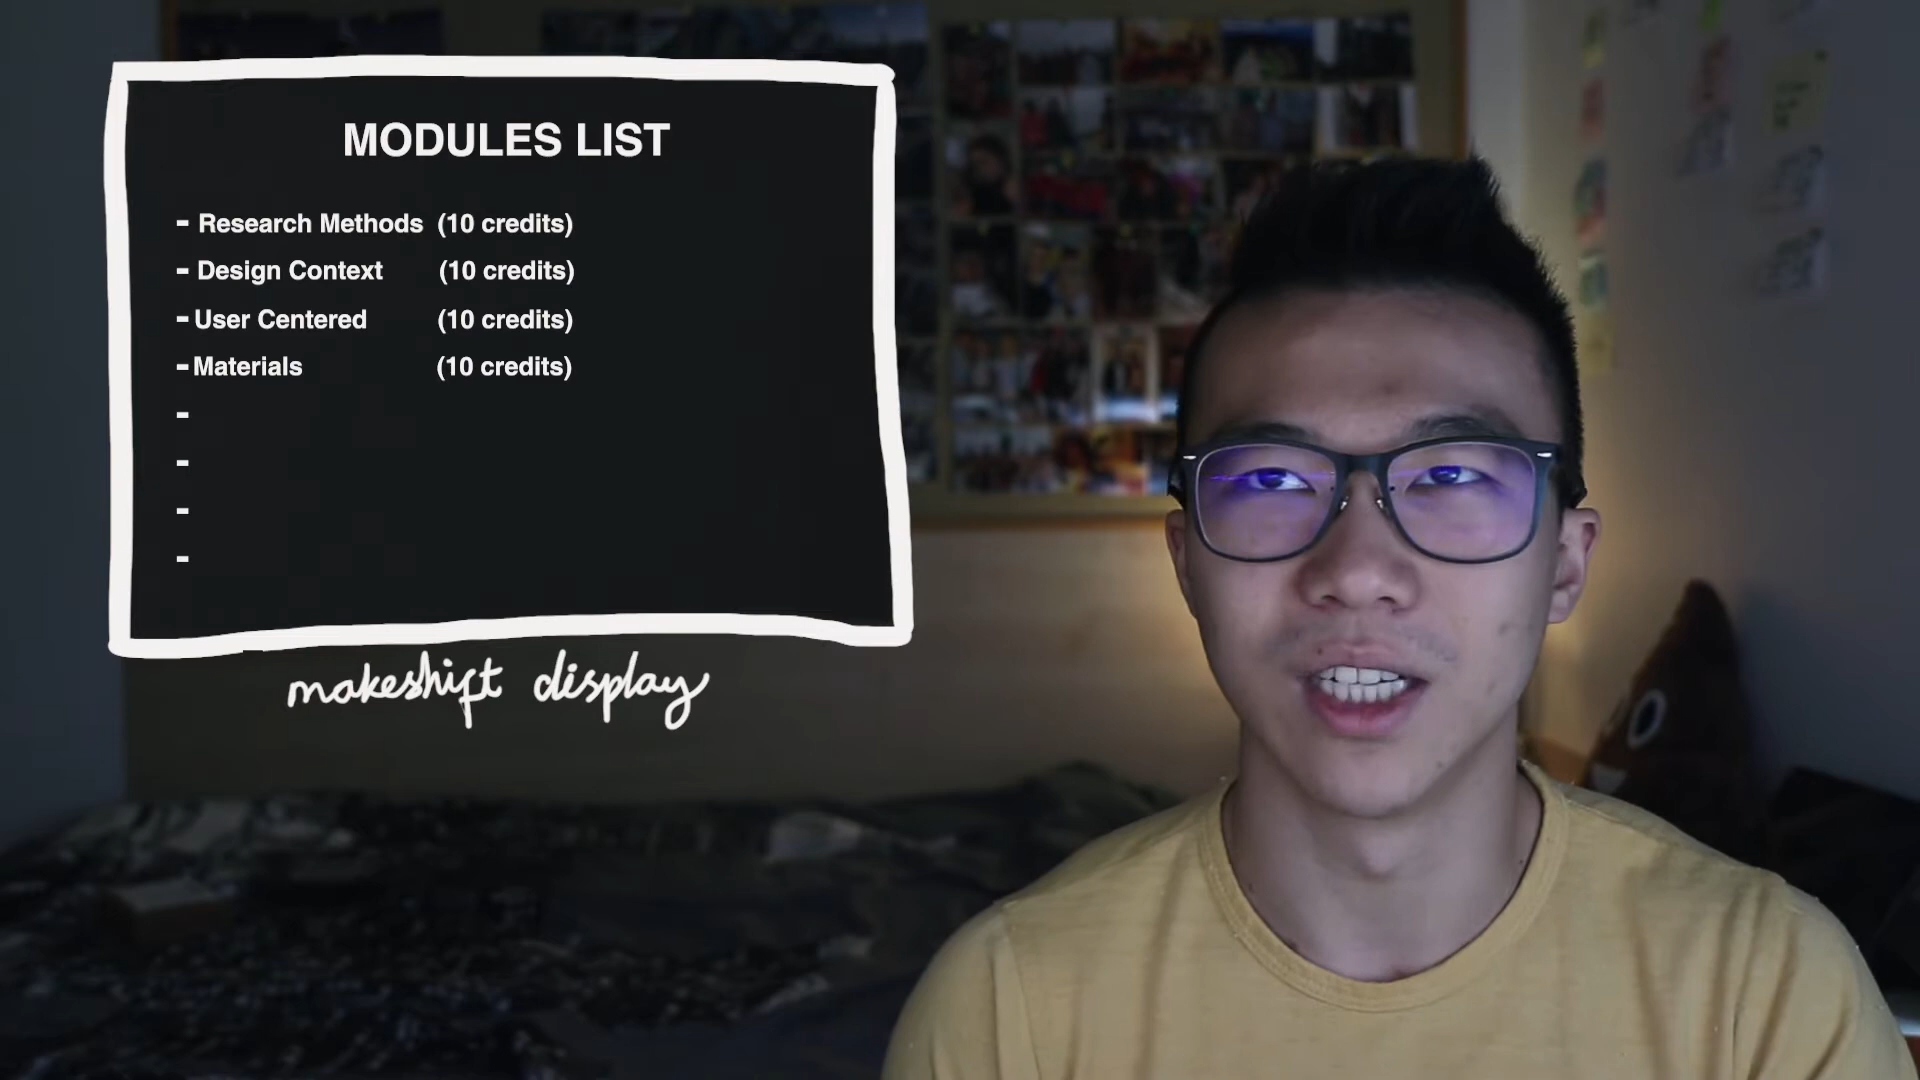 MODULES LIST
- Research Methods (10 credits)
- Design Context (10 credits)
- User Centered (10 credits)
- Materials (10 credits)
-
-
-
-
makeshift display